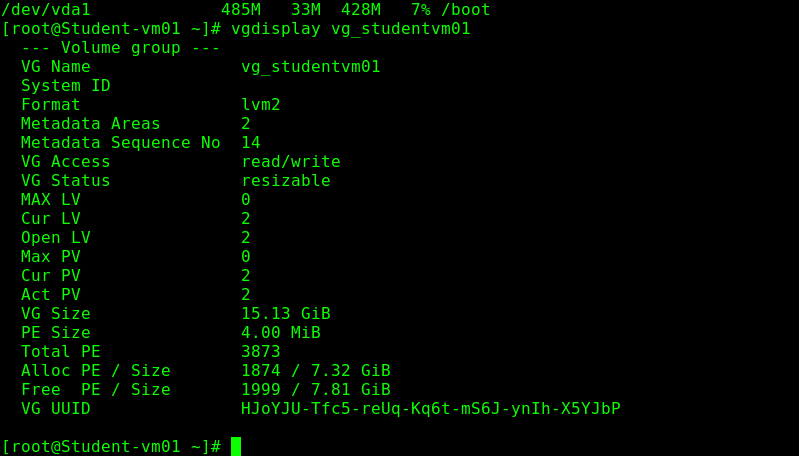 /dev/vda1             485M   33M  428M   7% /boot
[root@Student-vm01 ~]# vgdisplay vg_studentvm01
  --- Volume group ---
  VG Name               vg_studentvm01
  System ID
  Format                lvm2
  Metadata Areas        2
  Metadata Sequence No  14
  VG Access             read/write
  VG Status             resizable
  MAX LV                0
  Cur LV                2
  Open LV               2
  Max PV                0
  Cur PV                2
  Act PV                2
  VG Size               15.13 GiB
  PE Size               4.00 MiB
  Total PE              3873
  Alloc PE / Size       1874 / 7.32 GiB
  Free  PE / Size       1999 / 7.81 GiB
  VG UUID               HJoYJU-Tfc5-reUq-Kq6t-mS6J-ynIh-X5YJbP
[root@Student-vm01 ~]#